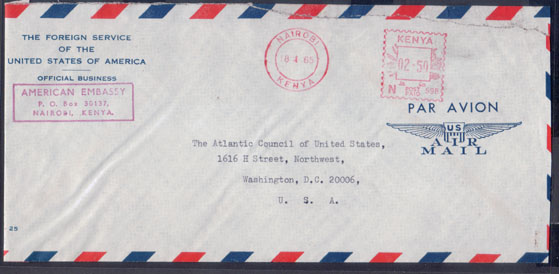 THE FOREIGN SERVICE
OF THE
UNITED STATES OF AMERICA
OFFICIAL BUSINESS
AMERICAN EMBASSY
P. O. Box 30137,
NAIROBI, KENYA.
NAIROBI
KENYA
KENYA
02-50
N
PAR AVION
US
AIR
MAIL
The Atlantic Council of United States,
1616 H Street, Northwest,
Washington, D.C. 20006,
U. S. A.
25